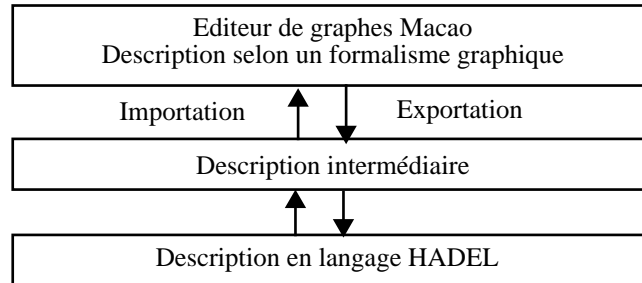 Editeur de graphes Macao
Description selon un formalisme graphique
Importation
Exportation
Description intermédiaire
Description en langage HADEL